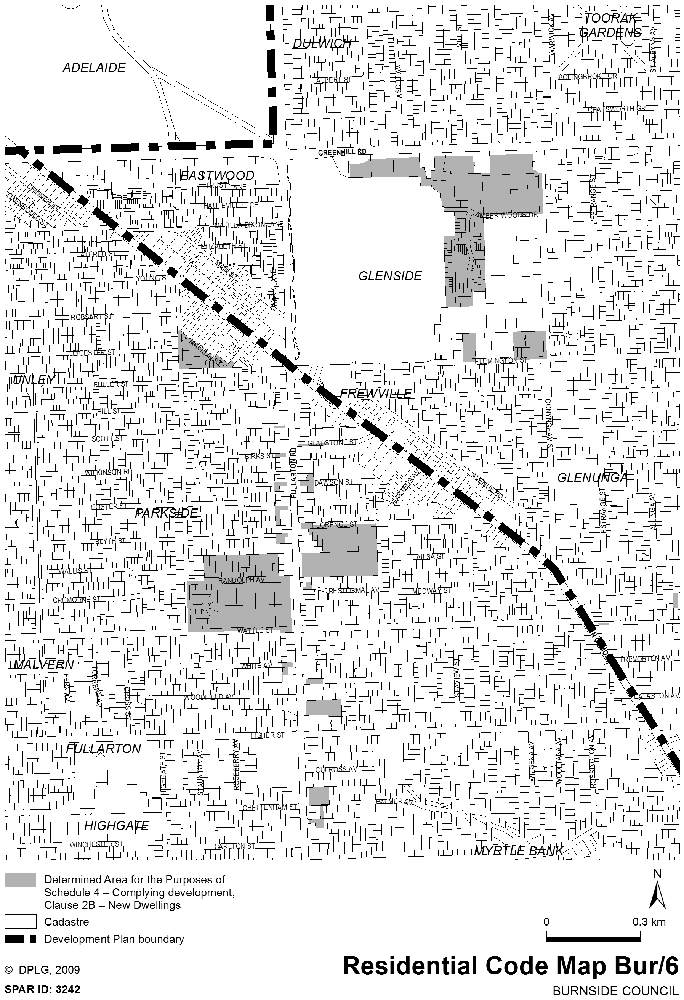 TOORAK
GARDENS
DULWICH
MILL ST
WARWICK AV
ST ALBYNS AV
ADELAIDE
ALBERT ST
ASCOT AV
BOLINGBROKE GR
CHATSWORTH GR
GREENHILL RD
EASTWOOD
TRUST LANE
CHINNER AV
OXENBOULD ST
HAUTEVILLE TCE
L'ESTRANGE ST
AMBER WOODS DR
MATILDA DIXON LANE
ELIZABETH ST
ALFRED ST
MAIN ST
YOUNG ST
WARK LANE
GLENSIDE
ROBSART ST
MACKLIN ST
LEICESTER ST
FLEMINGTON ST
UNLEY
FULLER ST
FREWVILLE
HILL ST
CONYNGHAM ST
SCOTT ST
GLADSTONE ST
BIRKS ST
FULLARTON RD
WILKINSON RD
DAWSON ST
MARTENS AV
AVENUE RD
GLENUNGA
FOSTER ST
PARKSIDE
L'ESTRANGE ST
ALLINGA AV
FLORENCE ST
BLYTH ST
AILSA ST
WALLIS ST
RANDOLPH AV
RESTORMAL AV
MEDWAY ST
CREMORNE ST
WATTLE ST
MALVERN
WHITE AV
TREVORTEN AV
FERN AV
TORRENS AV
CROSS ST
SEAVIEW ST
WOODFIELD AV
DALASTON AV
FISHER ST
FULLARTON
HIGHGATE ST
STAUNTON AV
ROSEBERRY AV
CULROSS AV
WILGENA AV
WOOLTANA AV
ROSSINGTON AV
PALMER AV
CHELTENHAM ST
HIGHGATE
WINCHESTER ST
CARLTON ST
MYRTLE BANK
Determined Area for the Purposes of
Schedule 4 – Complying development,
Clause 2B – New Dwellings
Cadastre
Development Plan boundary
N
0 0.3 km
© DPLG, 2009
SPAR ID: 3242
Residential Code Map Bur/6
BURNSIDE COUNCIL